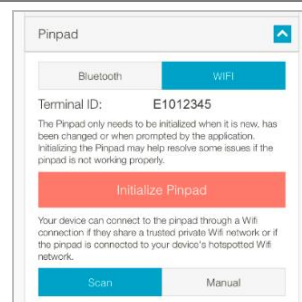 Pinpad
Bluetooth WIFI
Terminal ID: E1012345
The Pinpad only needs to be initialized when it is new, has
been changed or when prompted by the application.
Initializing the Pinpad may help resolve some issues if the
pinpad is not working properly.
Initialize Pinpad
Your device can connect to the pinpad through a Wifi
connection if they share a trusted private Wifi network or if
the pinpad is connected to your device's hotspotted Wifi
network.
Scan Manual